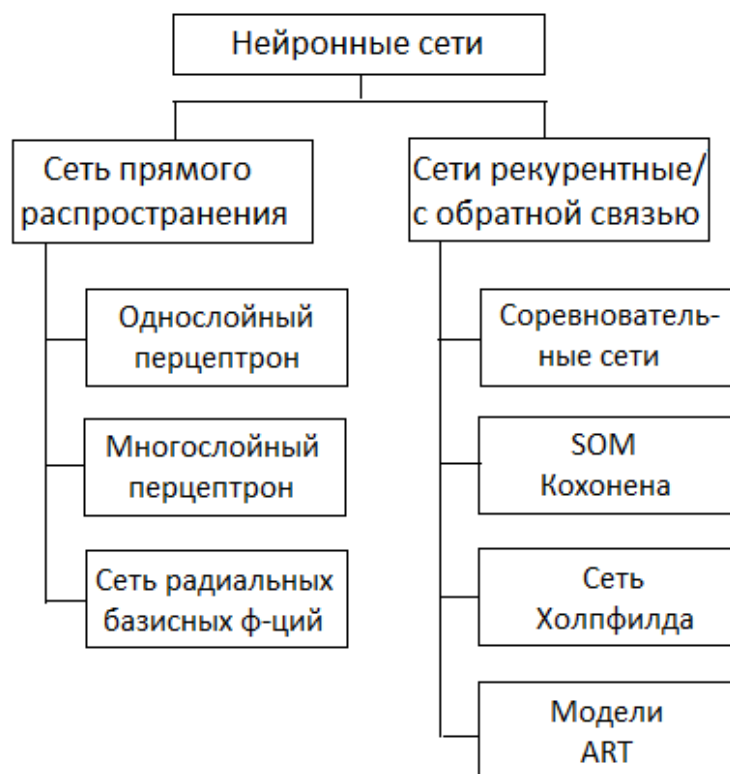 Нейронные сети
Сеть прямого
распространения
Сети рекурентные/
с обратной связью
Однослойный
перцептрон
Многослойный
перцептрон
Сеть радиальных
базисных ф-ций
Соревнователь-
ные сети
SOM
Кохонена
Сеть
Холпфилда
Модели
ART